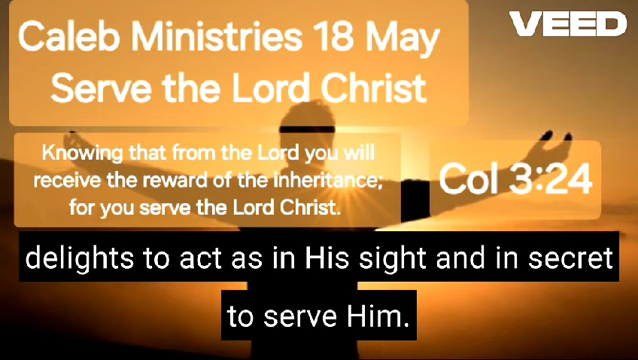 Caleb Ministries 18 May
Serve the Lord Christ
VEED
Knowing that from the Lord you will
receive the reward of the inheritance;
for you serve the Lord Christ.
Col 3:24
delights to act as in His sight and in secret
to serve Him.